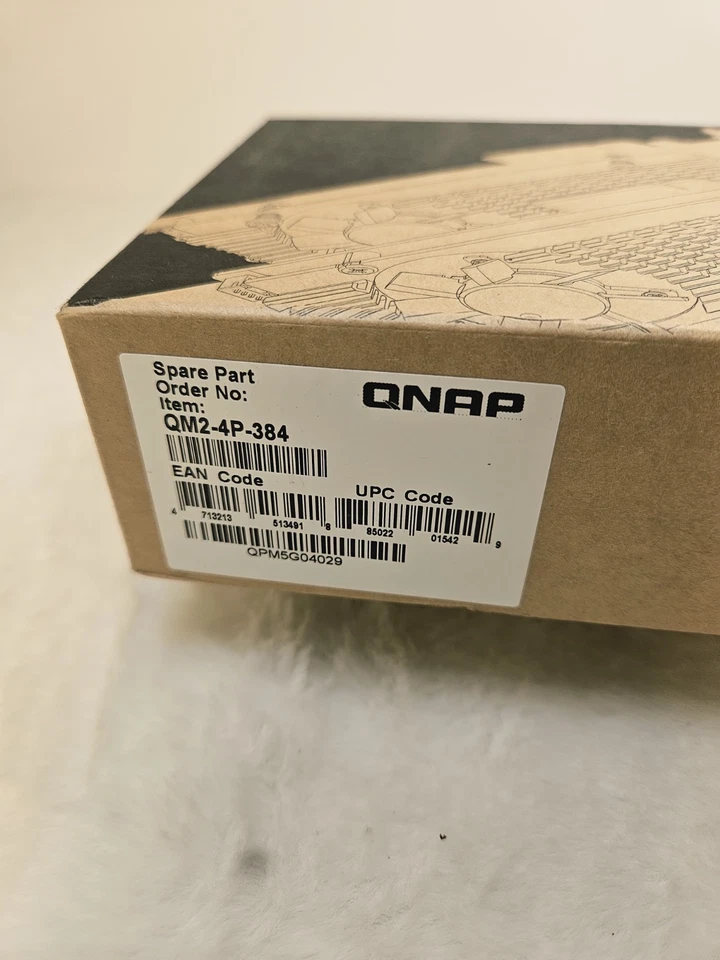 Spare Part
Order No:
Item:
QNAP
QM2-4P-384
EAN Code
UPC Code
4 713213 513491
8 85022 01542 9
QPM5G04029